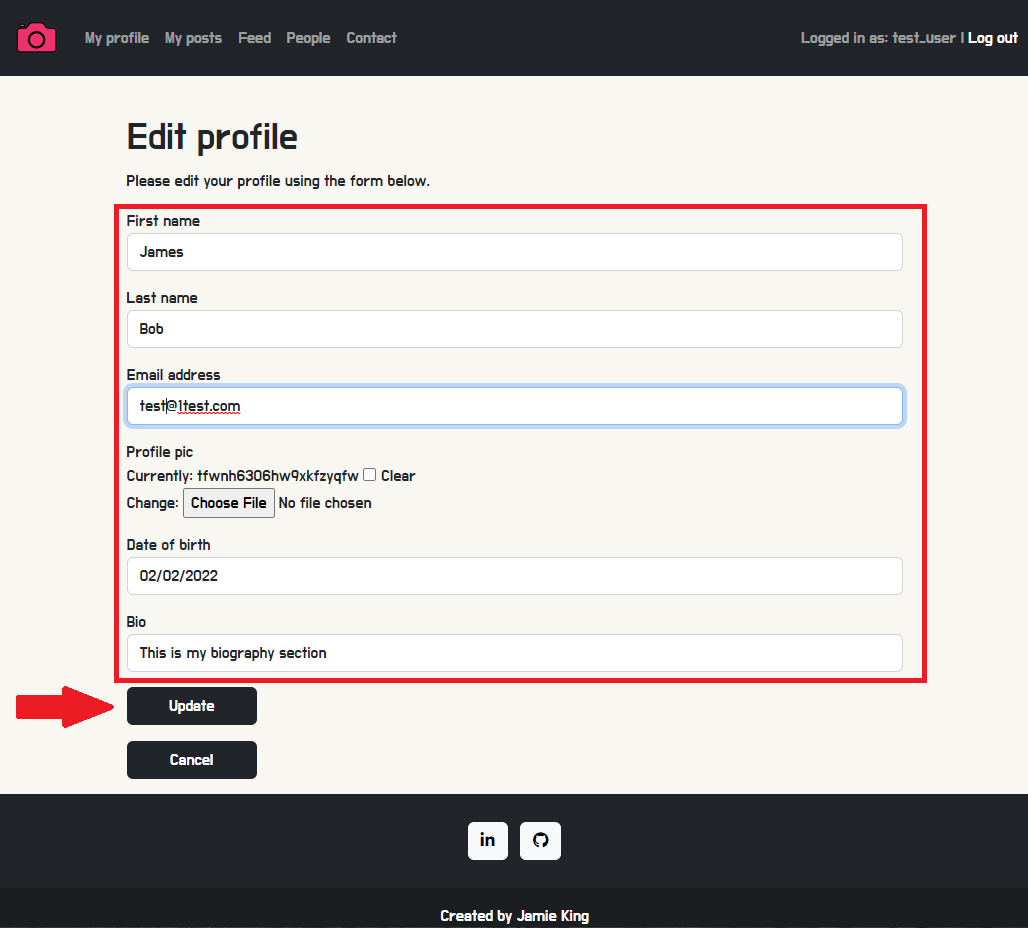 My profile My posts Feed People Contact Logged in as: test_user | Log out
Edit profile
Please edit your profile using the form below.
First name
James
Last name
Bob
Email address
test@1test.com
Profile pic
Currently: tfwnh6306hw9xkfzyqfw Clear
Change: Choose File No file chosen
Date of birth
02/02/2022
Bio
This is my biography section
Update
Cancel
in
Created by Jamie King